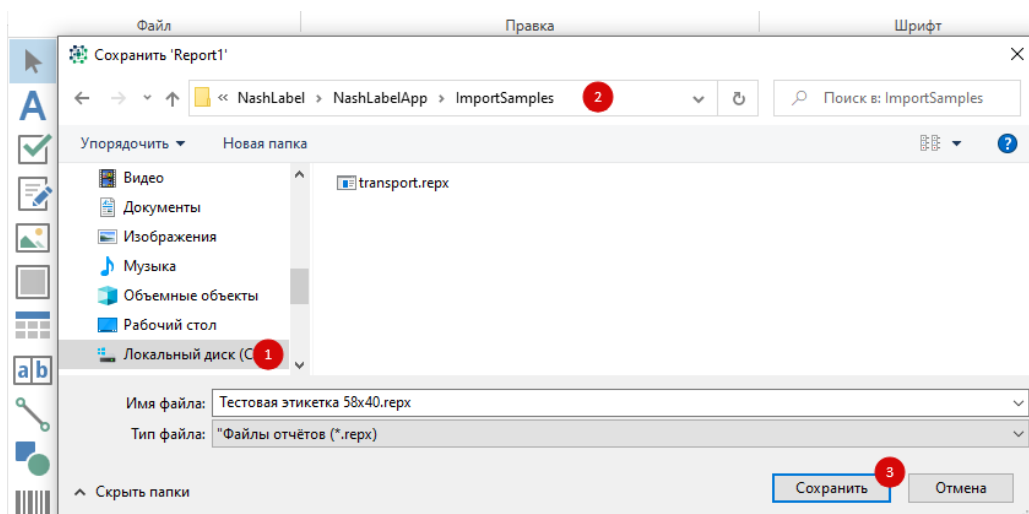 Файл Правка Шрифт
Сохранить 'Report1'
« NashLabel › NashLabelApp › ImportSamples 2 Поиск в: ImportSamples
Упорядочить Новая папка
Видео
transport.repx
Документы
Изображения
Музыка
Объемные объекты
Рабочий стол
Локальный диск (C 1
Имя файла: Тестовая этикетка 58x40.repx
Тип файла: "Файлы отчётов (*.repx)
3
Скрыть папки Сохранить Отмена
A
a b
?